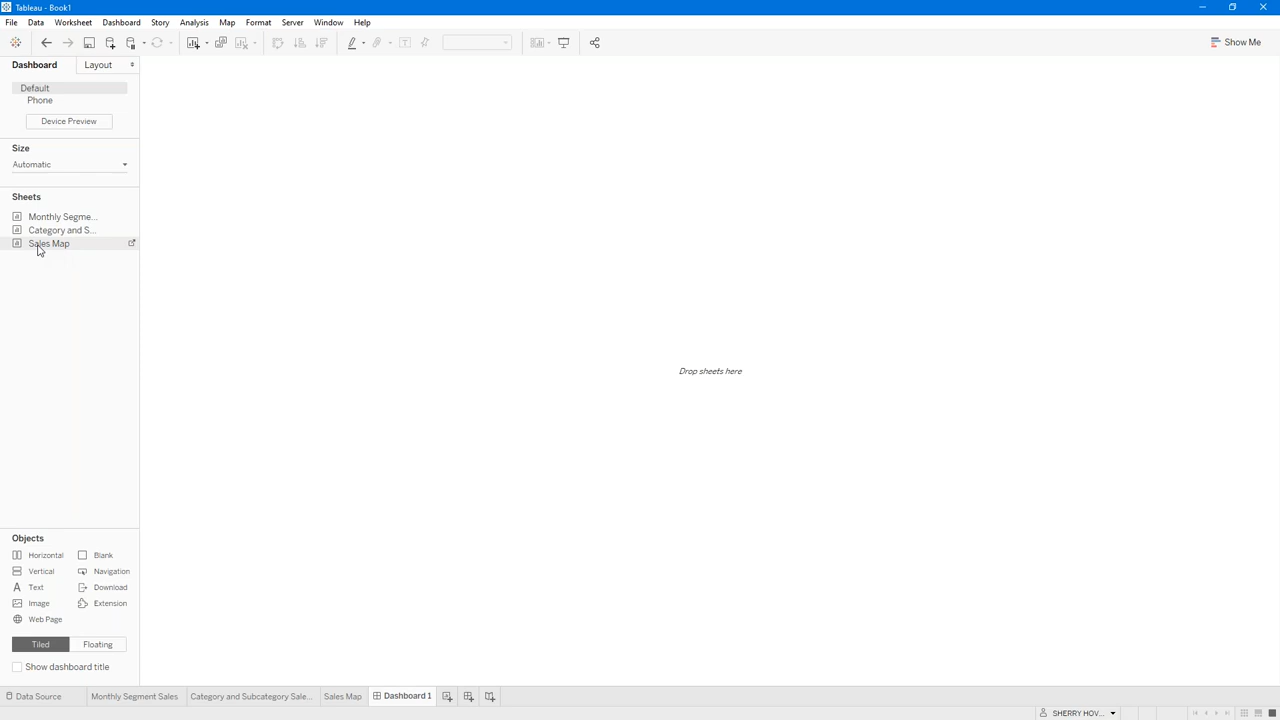 Tableau - Book1
File Data Worksheet Dashboard Story Analysis Map Format Server Window Help
Show Me
Dashboard Layout
Default
Phone
Device Preview
Size
Automatic
Sheets
Monthly Segme...
Category and S...
Sales Map
Drop sheets here
Objects
Horizontal Blank
Vertical Navigation
Text Download
Image Extension
Web Page
Tiled Floating
Show dashboard title
Data Source Monthly Segment Sales Category and Subcategory Sale... Sales Map Dashboard 1
SHERRY HOV...